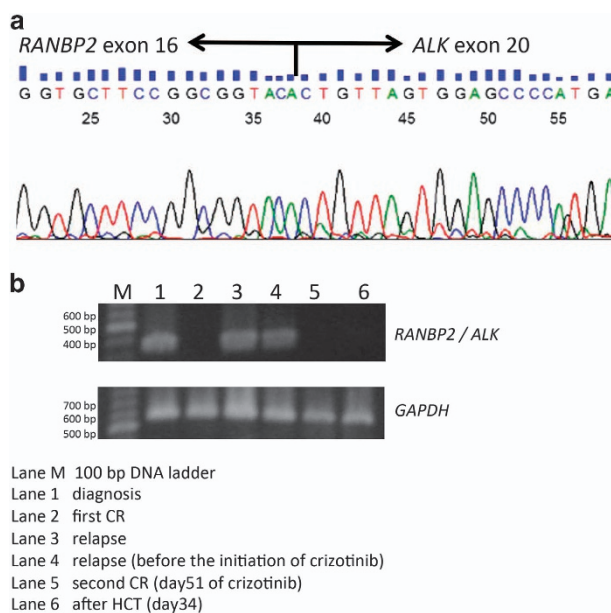 a
RANBP2 exon 16 ALK exon 20
G GTGCTTCCGGCGGTACACTGTTAGTGGAGCCCCATGA
25 30 35 40 45 50 55
b
M 1 2 3 4 5 6
600 bp
500 bp
400 bp
RANBP2 / ALK
700 bp
600 bp
500 bp
GAPDH
Lane M 100 bp DNA ladder
Lane 1 diagnosis
Lane 2 first CR
Lane 3 relapse
Lane 4 relapse (before the initiation of crizotinib)
Lane 5 second CR (day51 of crizotinib)
Lane 6 after HCT (day34)